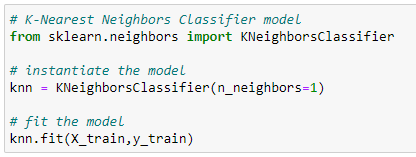 # K-Nearest Neighbors Classifier model
from sklearn.neighbors import KNeighborsClassifier
# instantiate the model
knn = KNeighborsClassifier(n_neighbors=1)
# fit the model
knn.fit(X_train,y_train)